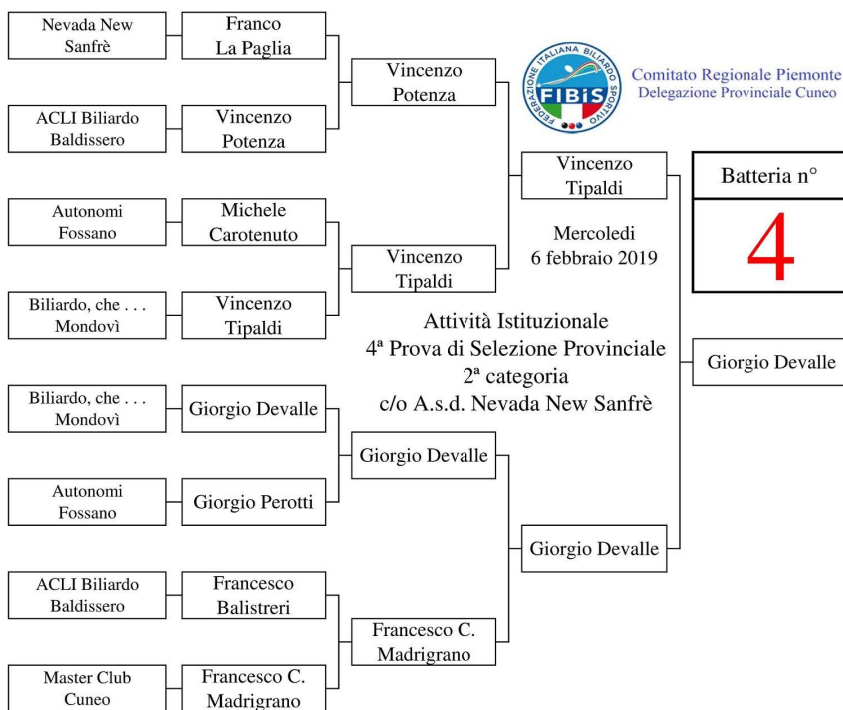 Nevada New
Sanfrè
Franco
La Paglia
Vincenzo
Potenza
ACLI Biliardo
Baldissero
Vincenzo
Potenza
FEDERAZIONE ITALIANA BILIARDO SPORTIVO
FIBiS
Comitato Regionale Piemonte
Delegazione Provinciale Cuneo
Vincenzo
Tipaldi
Batteria n°
4
Autonomi
Fossano
Michele
Carotenuto
Vincenzo
Tipaldi
Mercoledi
6 febbraio 2019
Biliardo, che . . .
Mondovì
Vincenzo
Tipaldi
Attività Istituzionale
4ª Prova di Selezione Provinciale
2ª categoria
c/o A.s.d. Nevada New Sanfrè
Giorgio Devalle
Biliardo, che . . .
Mondovì
Giorgio Devalle
Giorgio Devalle
Autonomi
Fossano
Giorgio Perotti
Giorgio Devalle
ACLI Biliardo
Baldissero
Francesco
Balistreri
Francesco C.
Madrigrano
Master Club
Cuneo
Francesco C.
Madrigrano